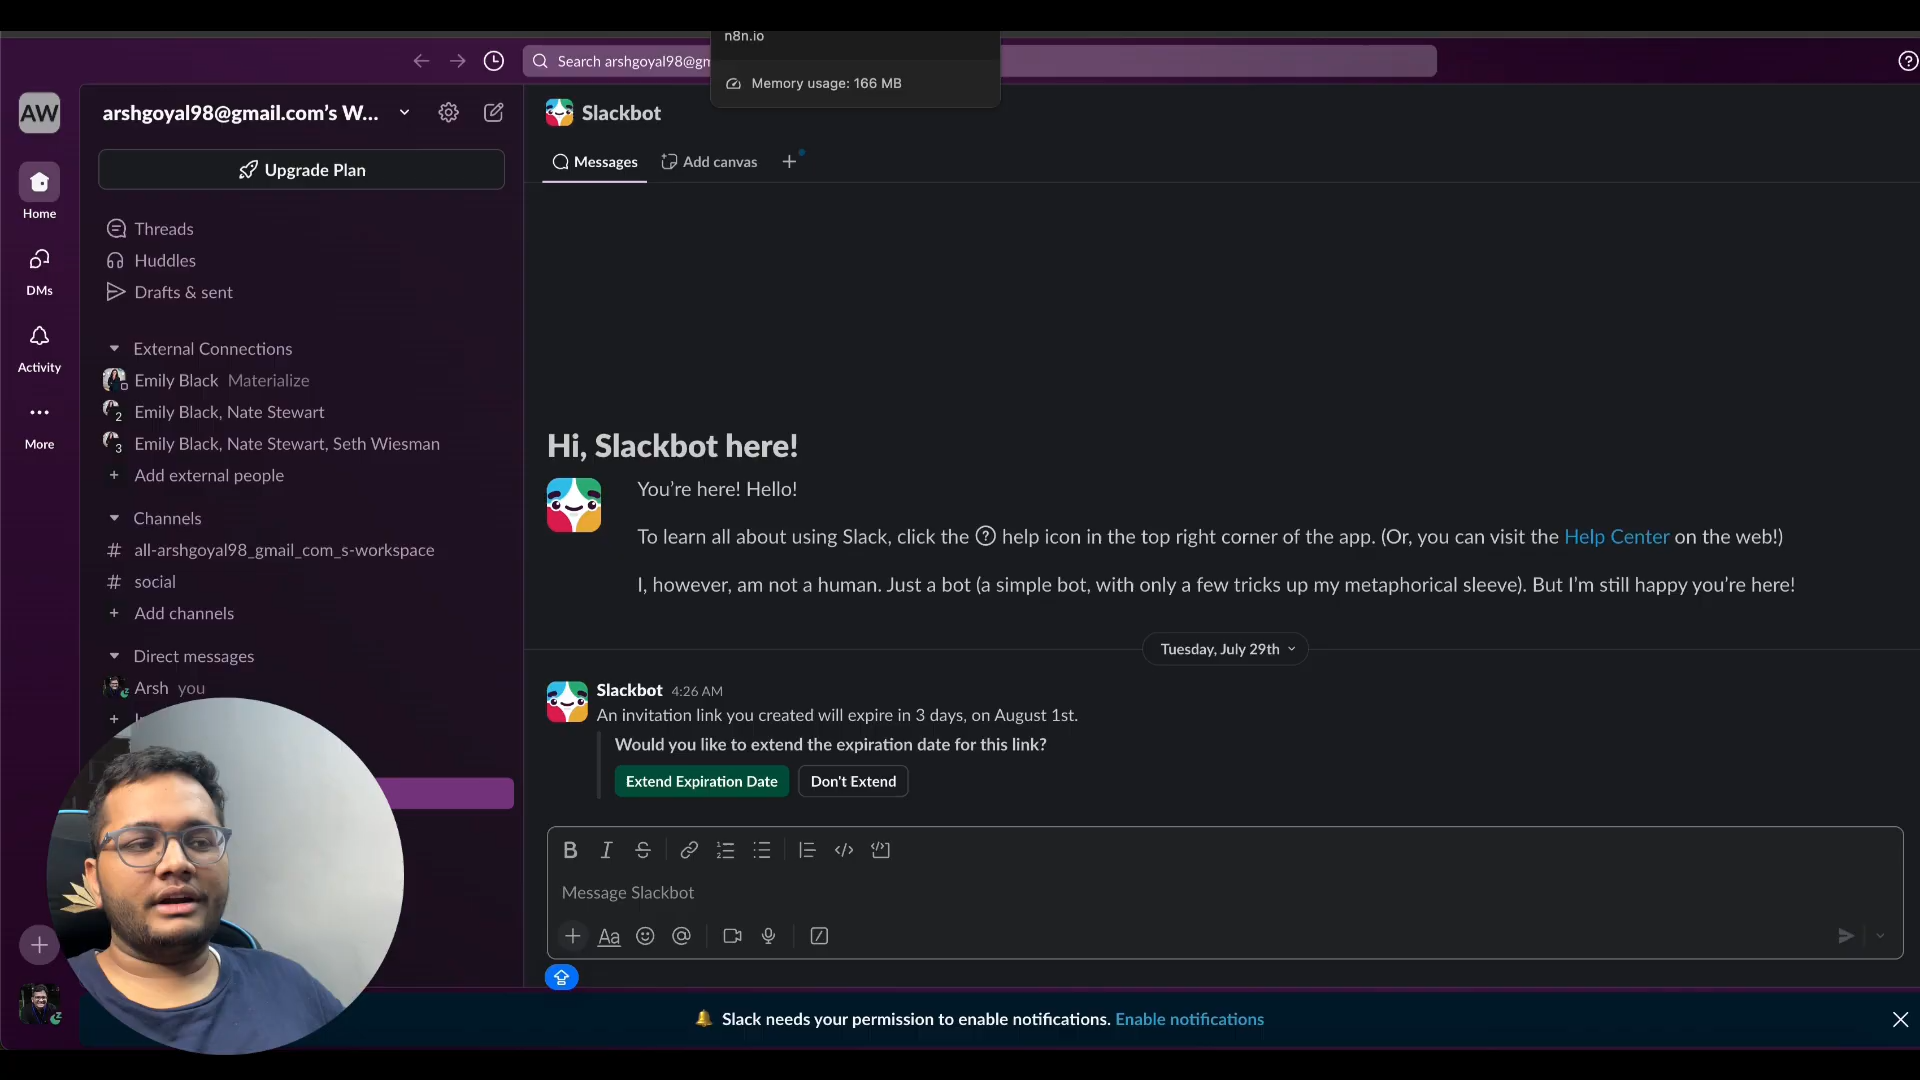 n8n.io
Memory usage: 166 MB
Search arshgoyal98@gm
AW
arshgoyal98@gmail.com's W...
Upgrade Plan
Home
DMs
Activity
More
Threads
Huddles
Drafts & sent
External Connections
Emily Black Materialize
2 Emily Black, Nate Stewart
3 Emily Black, Nate Stewart, Seth Wiesman
+ Add external people
Channels
# all-arshgoyal98_gmail_com_s-workspace
# social
+ Add channels
Direct messages
Arsh you
Slackbot
Messages
Add canvas
+
Hi, Slackbot here!
You're here! Hello!
To learn all about using Slack, click the ? help icon in the top right corner of the app. (Or, you can visit the Help Center on the web!)
I, however, am not a human. Just a bot (a simple bot, with only a few tricks up my metaphorical sleeve). But I'm still happy you're here!
Tuesday, July 29th
Slackbot 4:26 AM
An invitation link you created will expire in 3 days, on August 1st.
Would you like to extend the expiration date for this link?
Extend Expiration Date
Don't Extend
B I S
Message Slackbot
+ Aa @
Slack needs your permission to enable notifications. Enable notifications